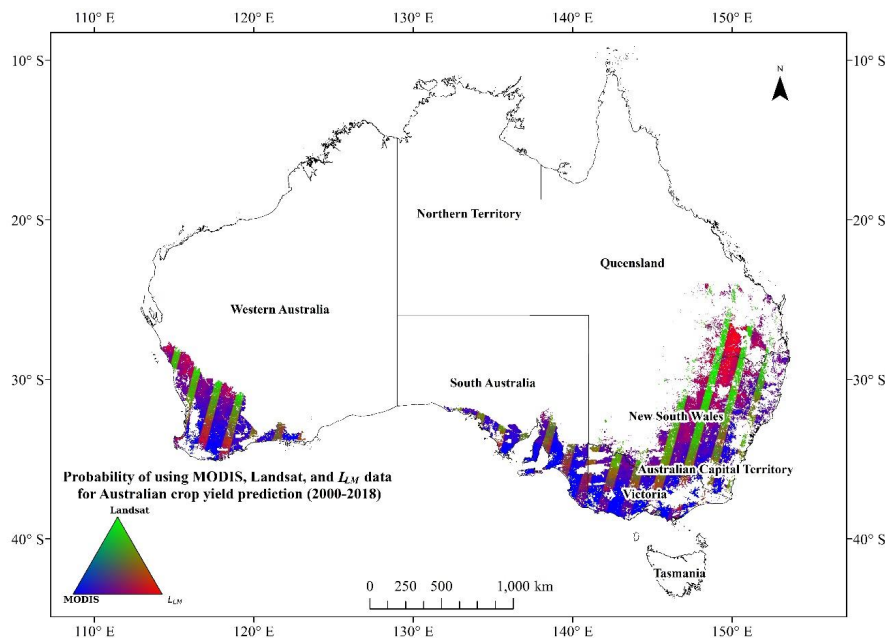 110° E 120° E 130° E 140° E 150° E
10° S 10° S
N
Northern Territory
20° S 20° S
Queensland
Western Australia
30° S 30° S
South Australia
New South Wales
Australian Capital Territory
Victoria
Probability of using MODIS, Landsat, and L_LM data
for Australian crop yield prediction (2000-2018)
Landsat
40° S 40° S
Tasmania
0 250 500 1,000 km
MODIS L_LM
110° E 120° E 130° E 140° E 150° E